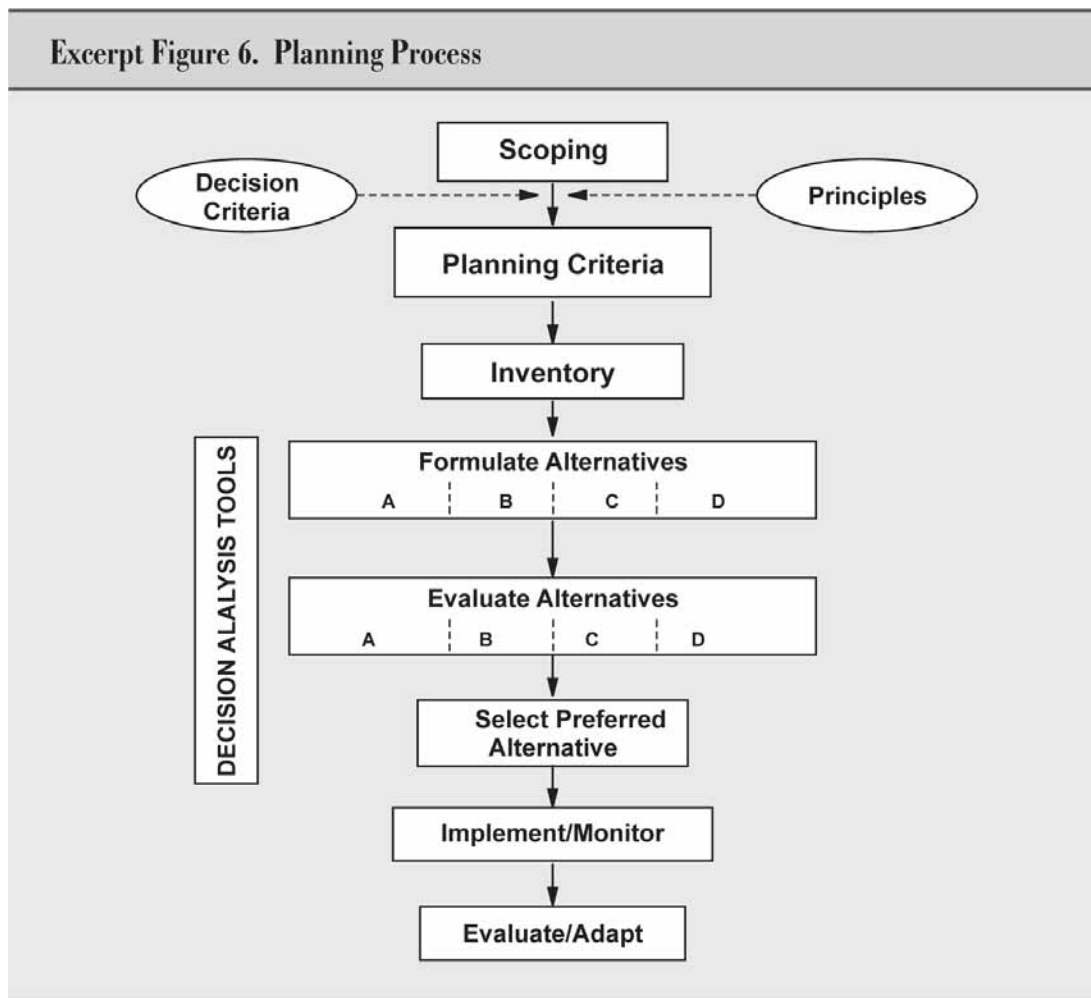 Excerpt Figure 6. Planning Process
Scoping
Decision
Criteria
Principles
Planning Criteria
Inventory
DECISION ALALYSIS TOOLS
Formulate Alternatives
A B C D
Evaluate Alternatives
A B C D
Select Preferred
Alternative
Implement/Monitor
Evaluate/Adapt